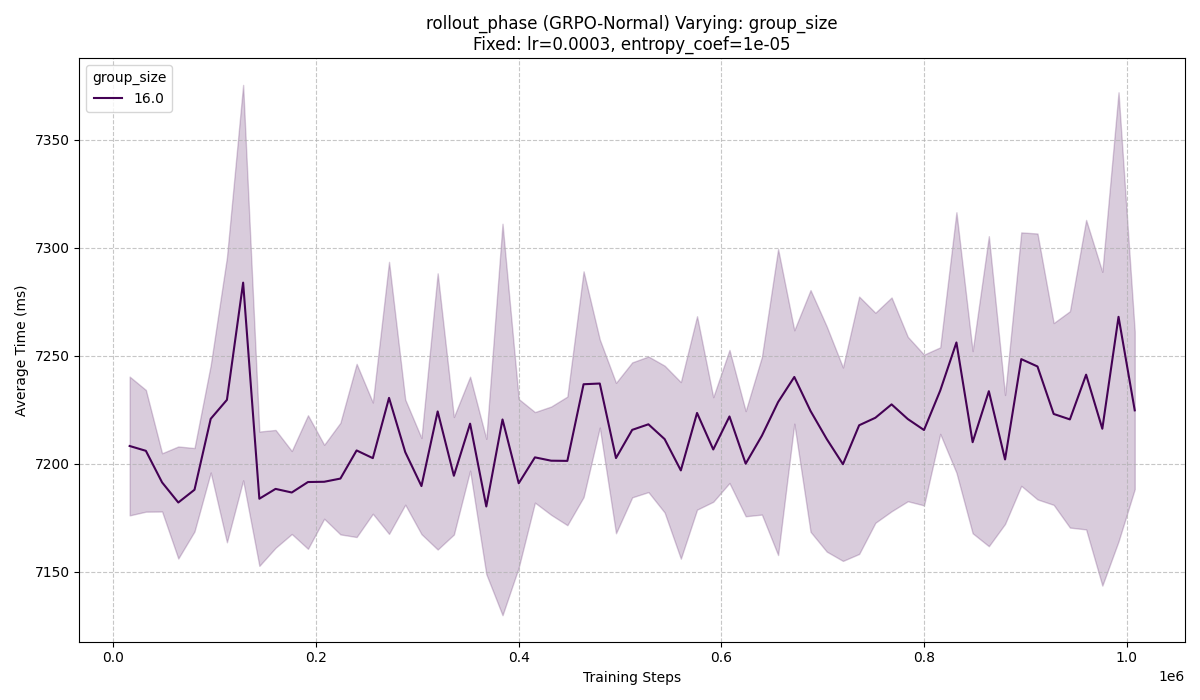 rollout_phase (GRPO-Normal) Varying: group_size
Fixed: lr=0.0003, entropy_coef=1e-05
group_size
16.0
Average Time (ms)
7350
7300
7250
7200
7150
0.0
0.2
0.4
0.6
0.8
1.0
1e6
Training Steps